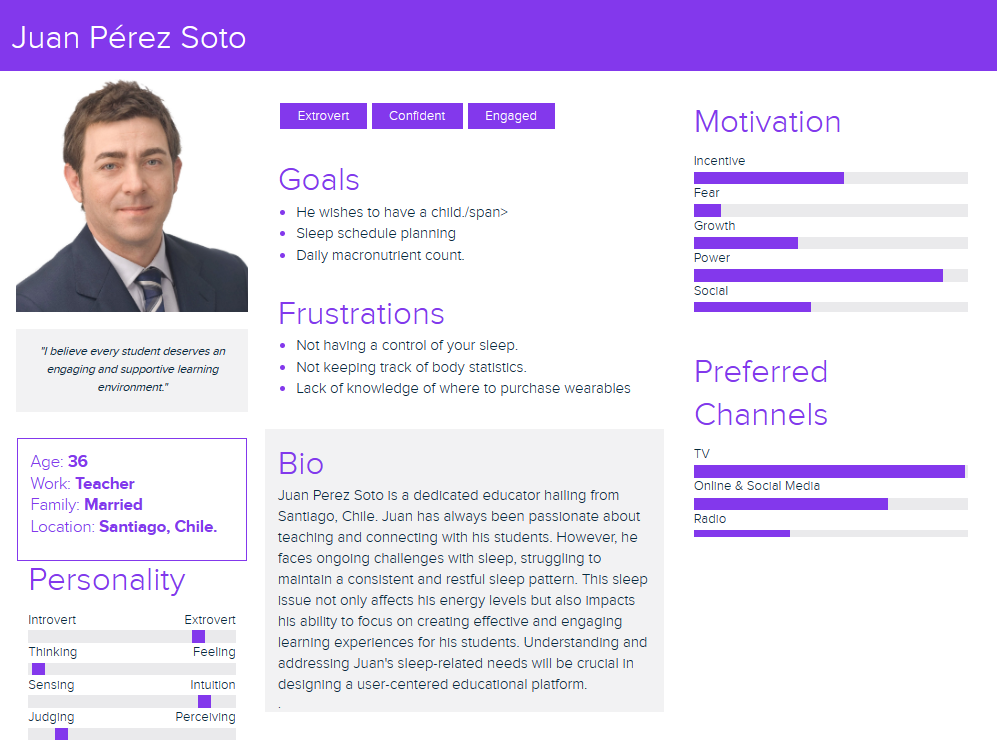 Juan Pérez Soto
"I believe every student deserves an
engaging and supportive learning
environment."
Age: 36
Work: Teacher
Family: Married
Location: Santiago, Chile.
Personality
Introvert Extrovert
Thinking Feeling
Sensing Intuition
Judging Perceiving
Extrovert Confident Engaged
Goals
He wishes to have a child./span>
Sleep schedule planning
Daily macronutrient count.
Frustrations
Not having a control of your sleep.
Not keeping track of body statistics.
Lack of knowledge of where to purchase wearables
Bio
Juan Perez Soto is a dedicated educator hailing from
Santiago, Chile. Juan has always been passionate about
teaching and connecting with his students. However, he
faces ongoing challenges with sleep, struggling to
maintain a consistent and restful sleep pattern. This sleep
issue not only affects his energy levels but also impacts
his ability to focus on creating effective and engaging
learning experiences for his students. Understanding and
addressing Juan's sleep-related needs will be crucial in
designing a user-centered educational platform.
.
Motivation
Incentive
Fear
Growth
Power
Social
Preferred
Channels
TV
Online & Social Media
Radio